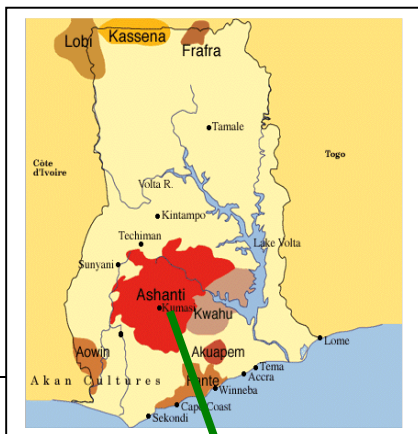 Lobi
Kassena
Frafra
Tamale
Côte
d'Ivoire
Togo
Volta R.
Kintampo
Techiman
Lake Volta
Sunyani
Ashanti
Kumasi
Kwahu
Lome
Aowin
Akuapem
Tema
Akan Cultures
Fante
Accra
Winneba
Cape Coast
Sekondi